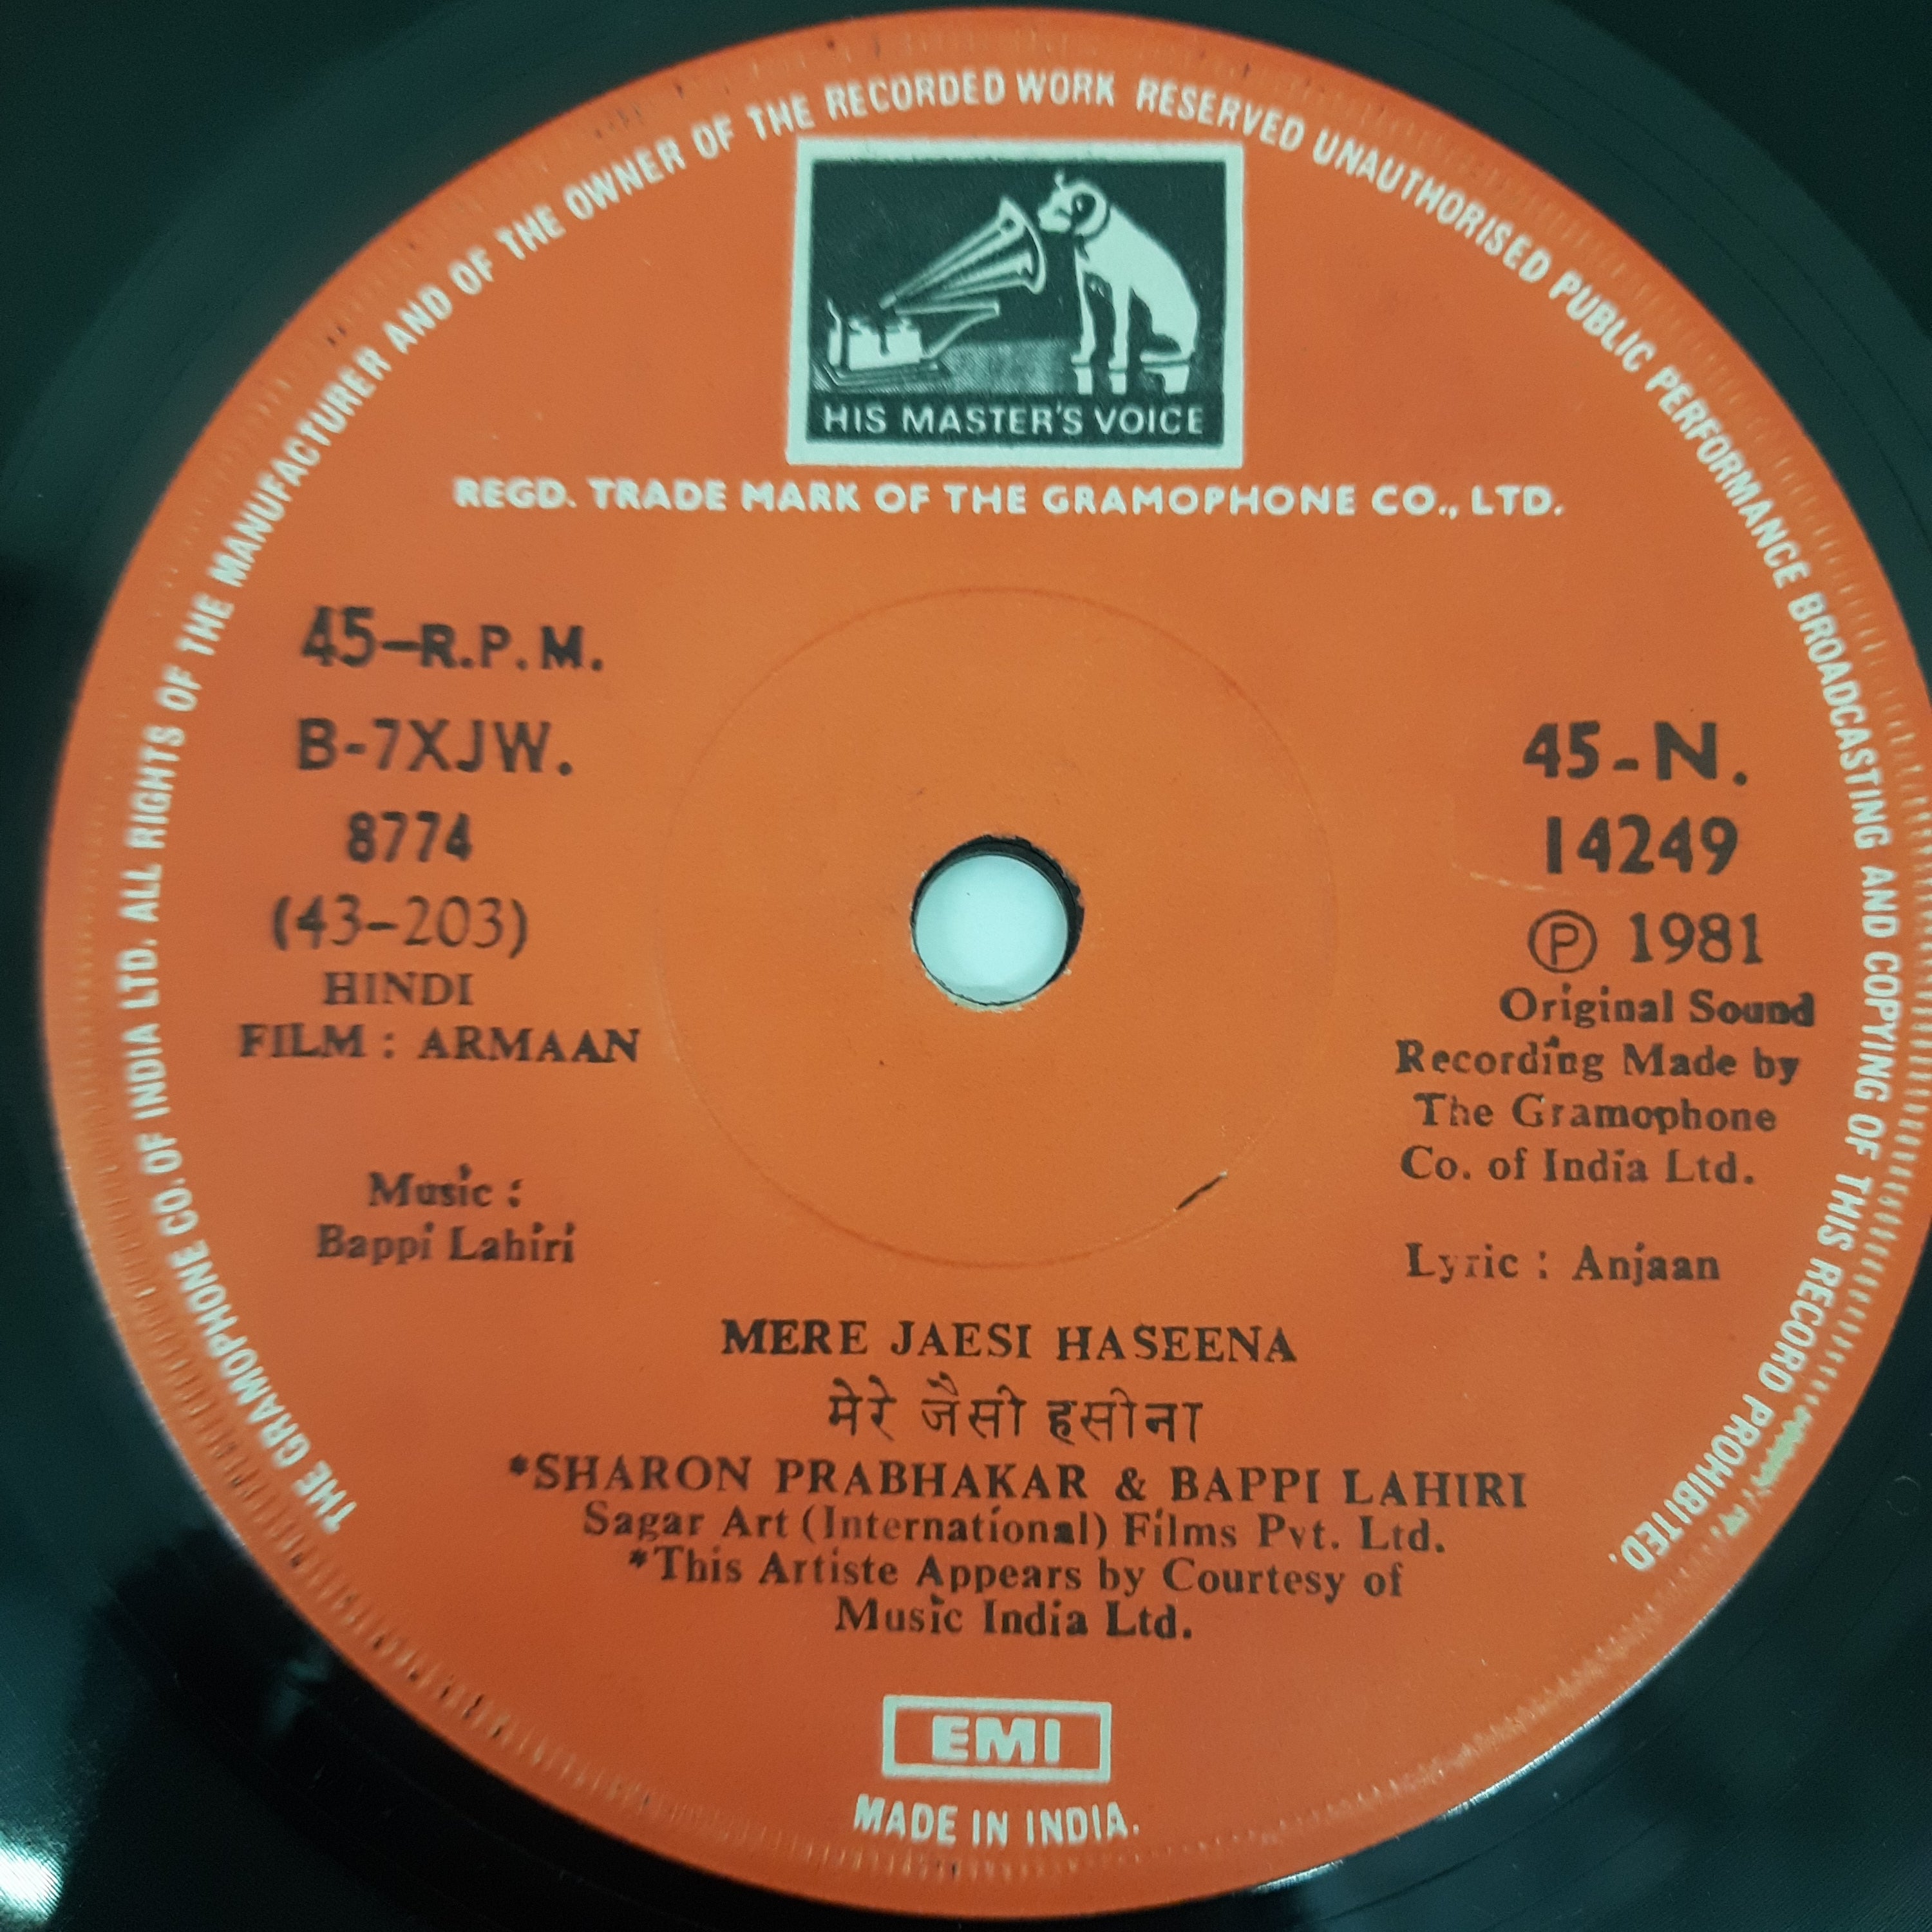 THE GRAMOPHONE CO. OF INDIA LTD. ALL RIGHTS OF THE MANUFACTURER AND OF THE OWNER OF THE RECORDED WORK RESERVED UNAUTHORISED PUBLIC PERFORMANCE BROADCASTING AND COPYING OF THIS RECORD PROHIBITED.
HIS MASTER'S VOICE
REGD. TRADE MARK OF THE GRAMOPHONE CO., LTD.
45-R.P.M.
B-7XJW.
8774
(43-203)
HINDI
FILM : ARMAAN
Music :
Bappi Lahiri
45-N.
14249
Ⓟ 1981
Original Sound
Recording Made by
The Gramophone
Co. of India Ltd.
Lyric : Anjaan
MERE JAESI HASEENA
मेरे जैसी हसीना
*SHARON PRABHAKAR & BAPPI LAHIRI
Sagar Art (International) Films Pvt. Ltd.
*This Artiste Appears by Courtesy of
Music India Ltd.
EMI
MADE IN INDIA.